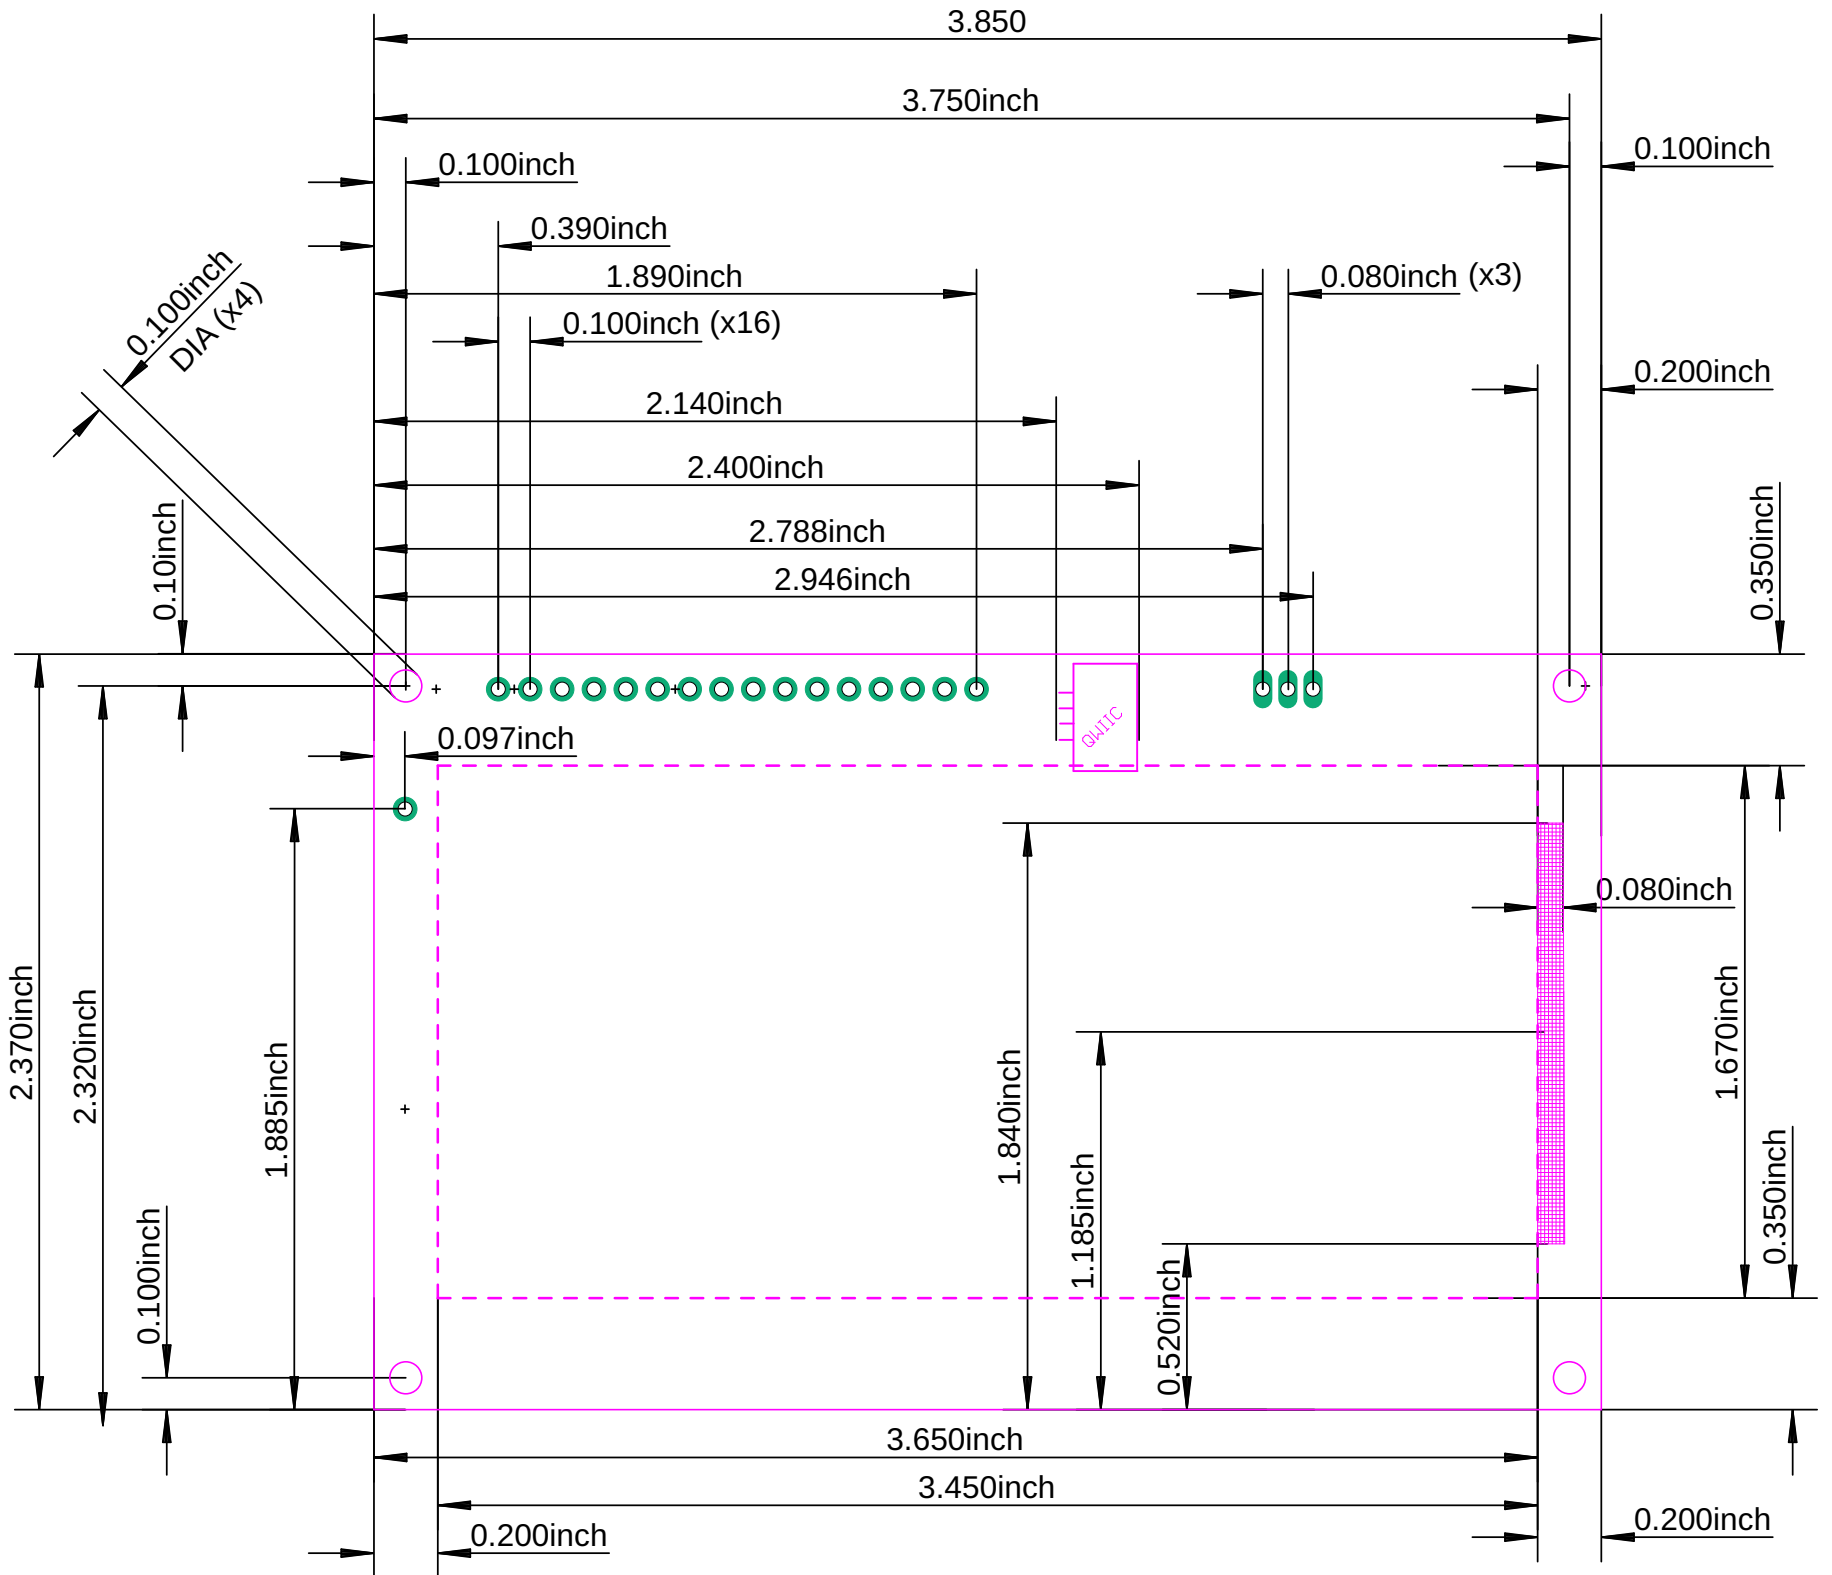 3.850
3.750inch
0.100inch
0.100inch
0.390inch
0.100inch
DIA (x4)
1.890inch
0.080inch (x3)
0.100inch (x16)
0.200inch
2.140inch
2.400inch
0.10inch
0.350inch
2.788inch
2.946inch
QWIIC
0.097inch
0.080inch
2.370inch
2.320inch
1.885inch
1.840inch
1.185inch
1.670inch
0.100inch
0.520inch
0.350inch
3.650inch
3.450inch
0.200inch
0.200inch